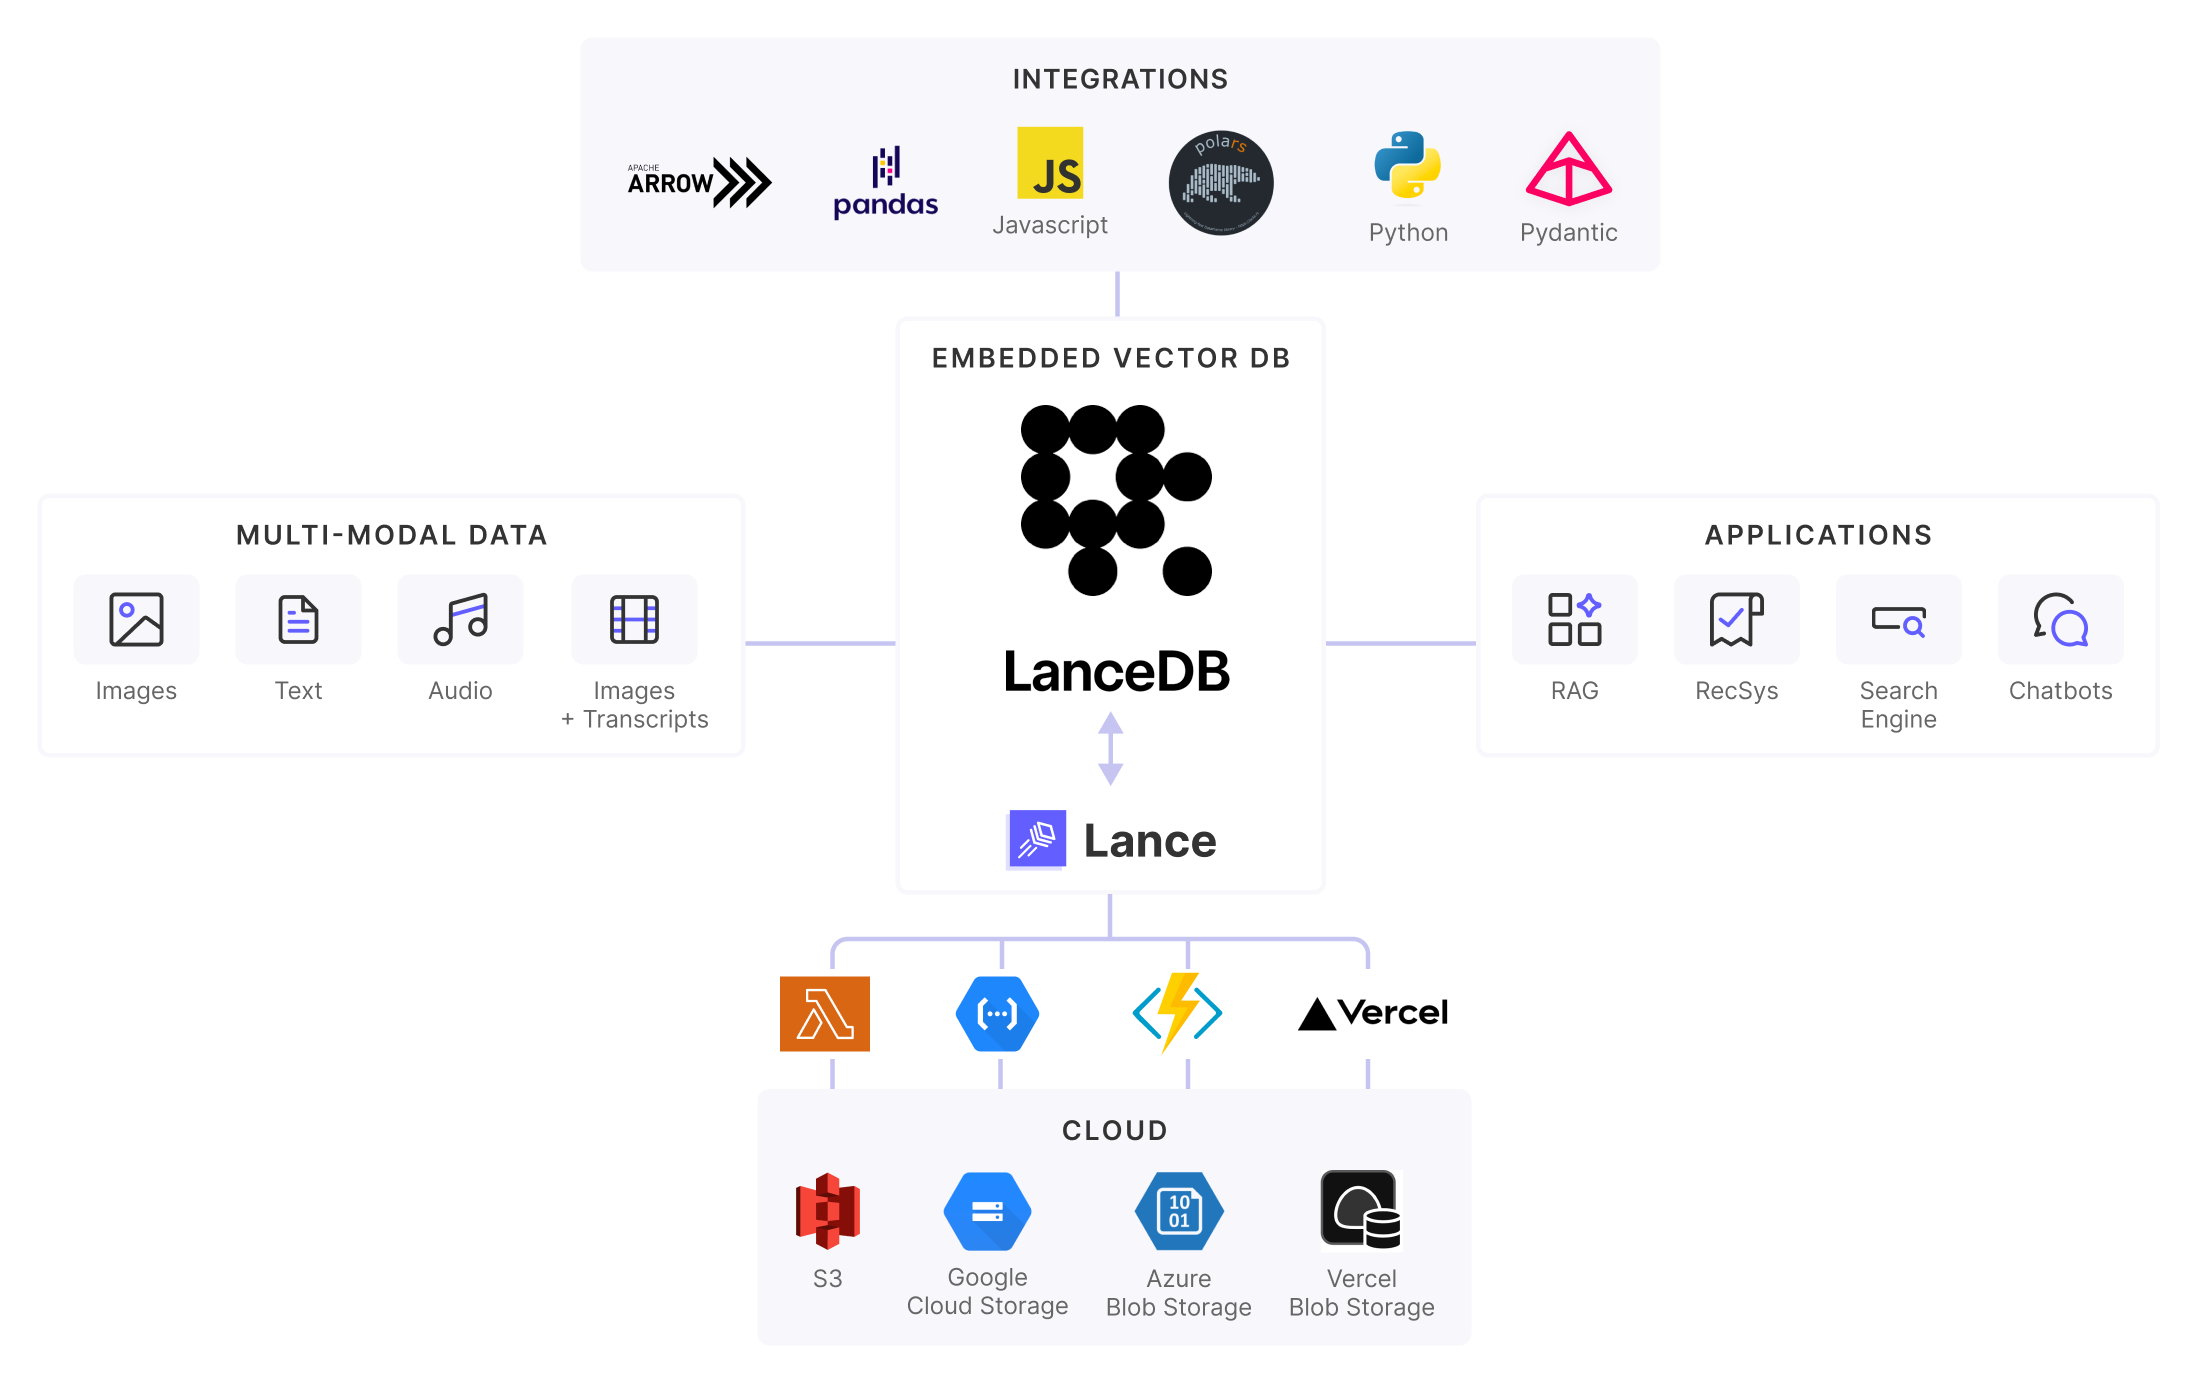 INTEGRATIONS
APACHE
ARROW
pandas
JS
Javascript
polars
Python
Pydantic
EMBEDDED VECTOR DB
LanceDB
Lance
MULTI-MODAL DATA
Images
Text
Audio
Images
+ Transcripts
APPLICATIONS
RAG
RecSys
Search
Engine
Chatbots
Vercel
CLOUD
10
01
S3
Google
Cloud Storage
Azure
Blob Storage
Vercel
Blob Storage